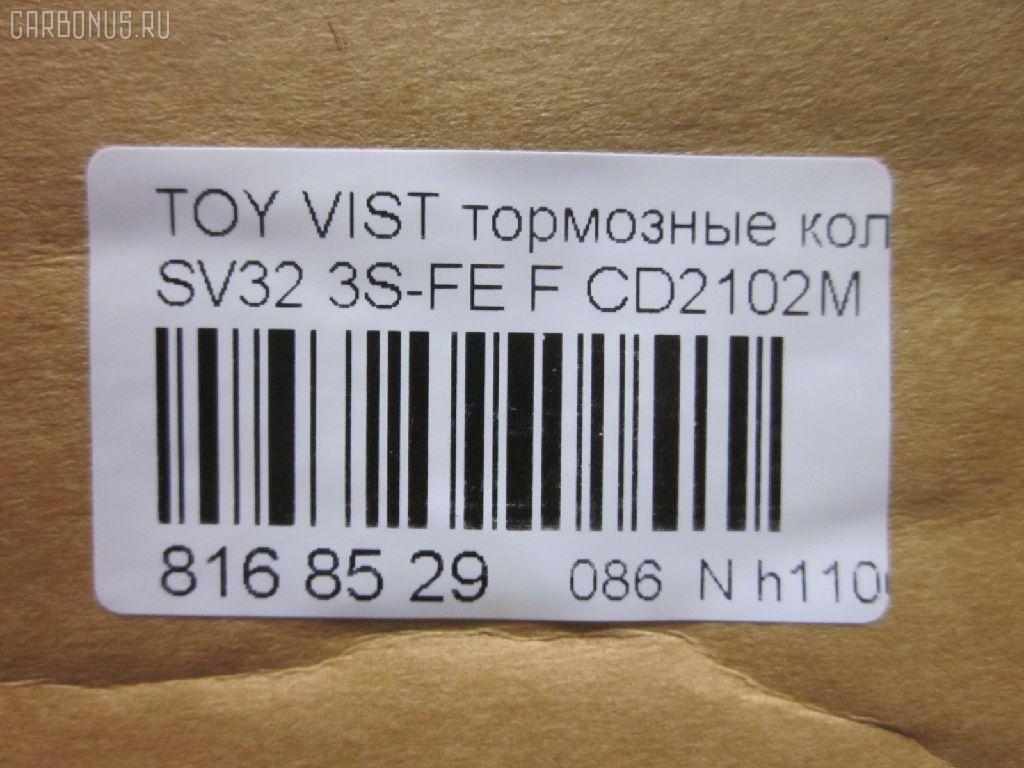 CARBONUS.RU
TOY VIST тормозные кол
SV32 3S-FE F CD2102M
816 85 29 086 N h110